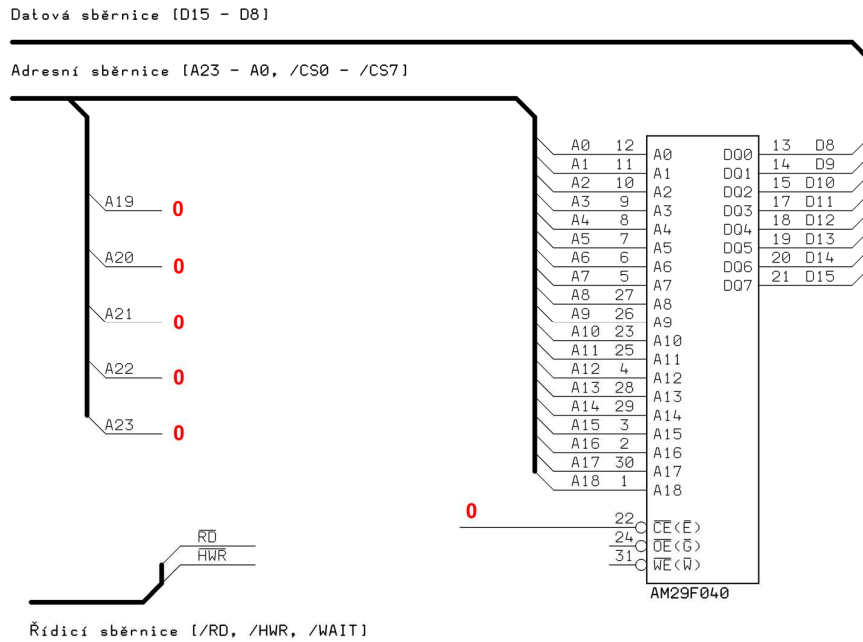 Datová sběrnice [D15 - D8]
Adresní sběrnice [A23 - A0, /CS0 - /CS7]
A0 12 A0 DQ0 13 D8
A1 11 A1 DQ1 14 D9
A2 10 A2 DQ2 15 D10
A3 9 A3 DQ3 17 D11
A4 8 A4 DQ4 18 D12
A5 7 A5 DQ5 19 D13
A6 6 A6 DQ6 20 D14
A7 5 A7 DQ7 21 D15
A8 27 A8
A9 26 A9
A10 23 A10
A11 25 A11
A12 4 A12
A13 28 A13
A14 29 A14
A15 3 A15
A16 2 A16
A17 30 A17
A18 1 A18
A19 0
A20 0
A21 0
A22 0
A23 0
0 22 C̅E̅(E̅)
24 O̅E̅(G̅)
31 W̅E̅(W̅)
AM29F040
R̅D̅
H̅W̅R̅
Řídicí sběrnice [/RD, /HWR, /WAIT]